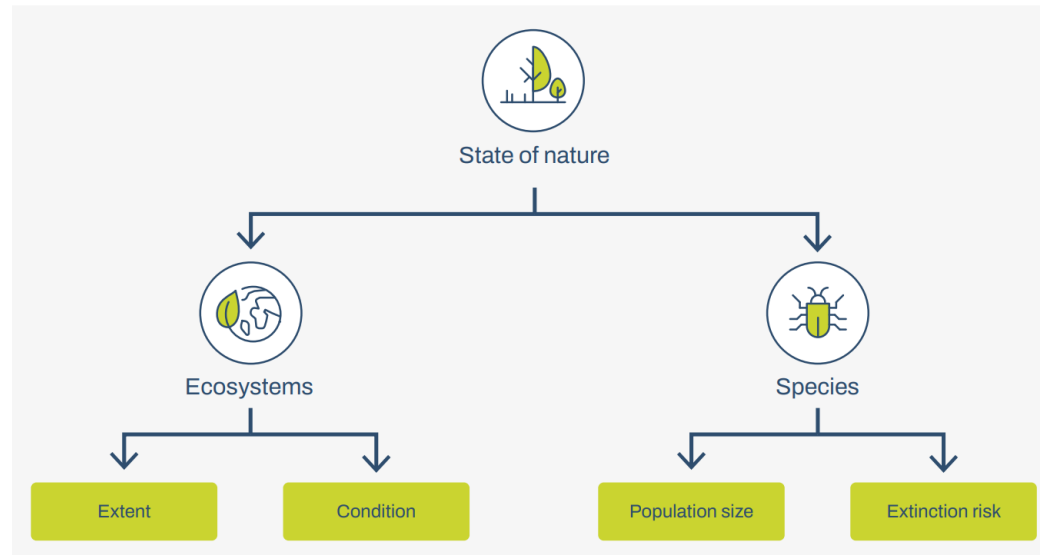 State of nature
Ecosystems
Species
Extent
Condition
Population size
Extinction risk